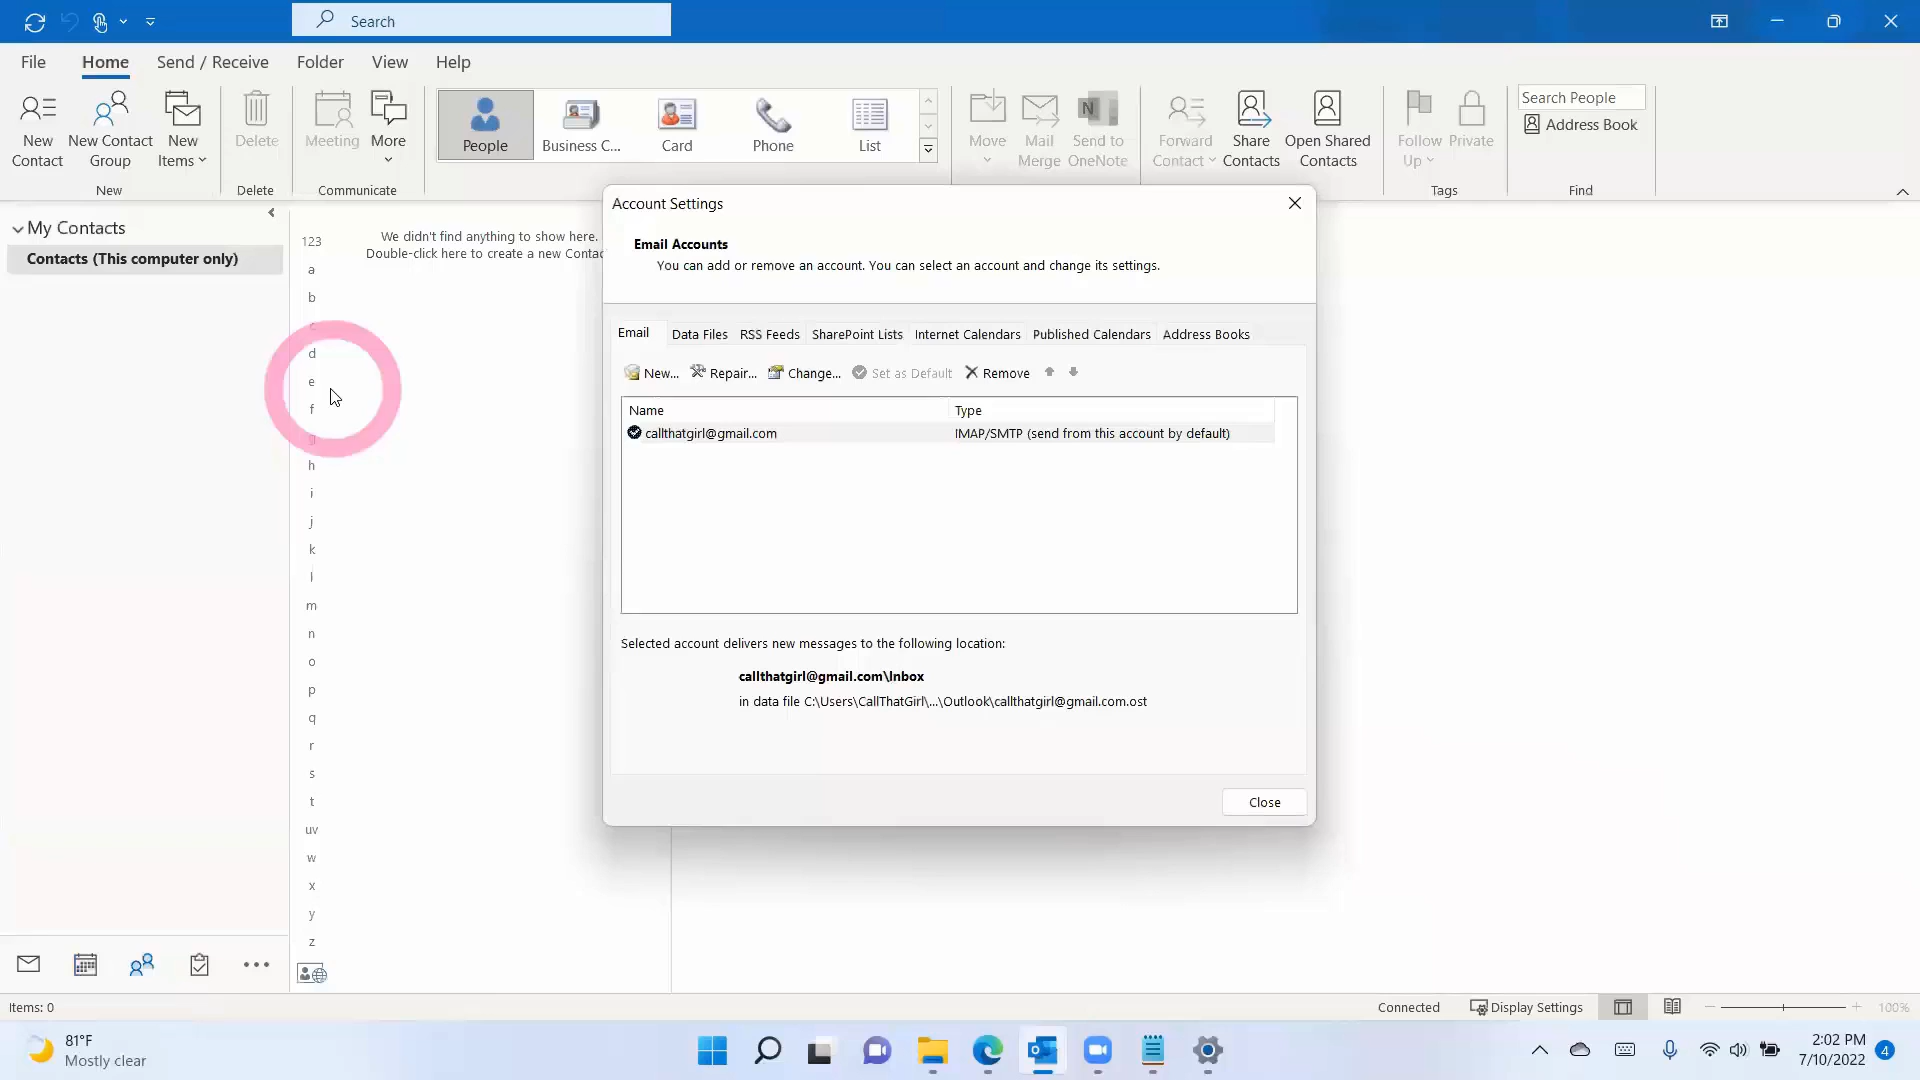 Search
File
Home
Send / Receive
Folder
View
Help
New
Contact
New Contact
Group
New
Items
Delete
Meeting
More
People
Business C...
Card
Phone
List
Move
Mail
Merge
Send to
OneNote
Forward
Contact
Share
Contacts
Open Shared
Contacts
Follow
Up
Private
Search People
Address Book
New
Delete
Communicate
Tags
Find
My Contacts
Contacts (This computer only)
We didn't find anything to show here.
Double-click here to create a new Contac
123
a
b
c
d
e
f
g
h
i
j
k
l
m
n
o
p
q
r
s
t
uv
w
x
y
z
Account Settings
Email Accounts
You can add or remove an account. You can select an account and change its settings.
Email
Data Files
RSS Feeds
SharePoint Lists
Internet Calendars
Published Calendars
Address Books
New...
Repair...
Change...
Set as Default
Remove
Name
Type
callthatgirl@gmail.com
IMAP/SMTP (send from this account by default)
Selected account delivers new messages to the following location:
callthatgirl@gmail.com\Inbox
in data file C:\Users\CallThatGirl\...\Outlook\callthatgirl@gmail.com.ost
Close
Items: 0
Connected
Display Settings
100%
81°F
Mostly clear
2:02 PM
7/10/2022
4